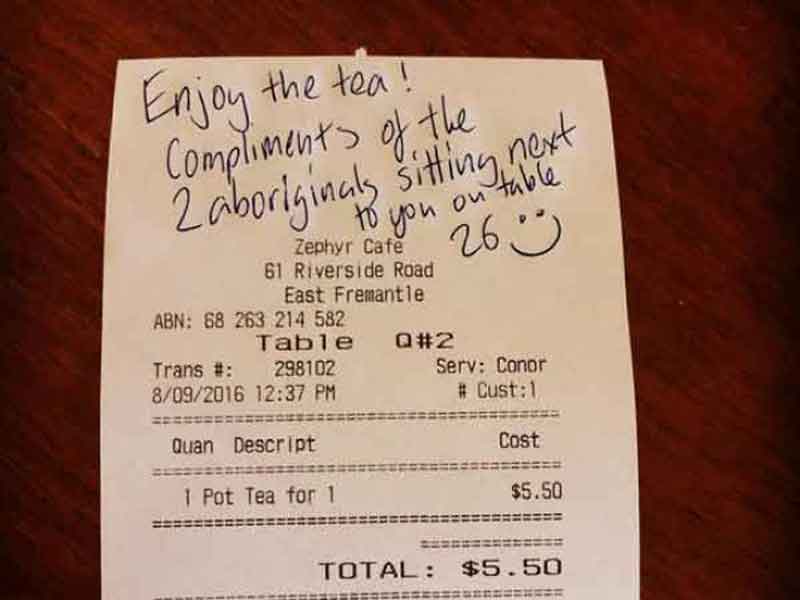 Enjoy the tea!
Compliments of the
2 aboriginals sitting next
to you on table
26
Zephyr Cafe
61 Riverside Road
East Fremantle
ABN: 68 263 214 582
Table Q#2
Trans #: 298102 Serv: Conor
8/09/2016 12:37 PM # Cust:1
Quan Descript Cost
1 Pot Tea for 1 $5.50
TOTAL: $5.50